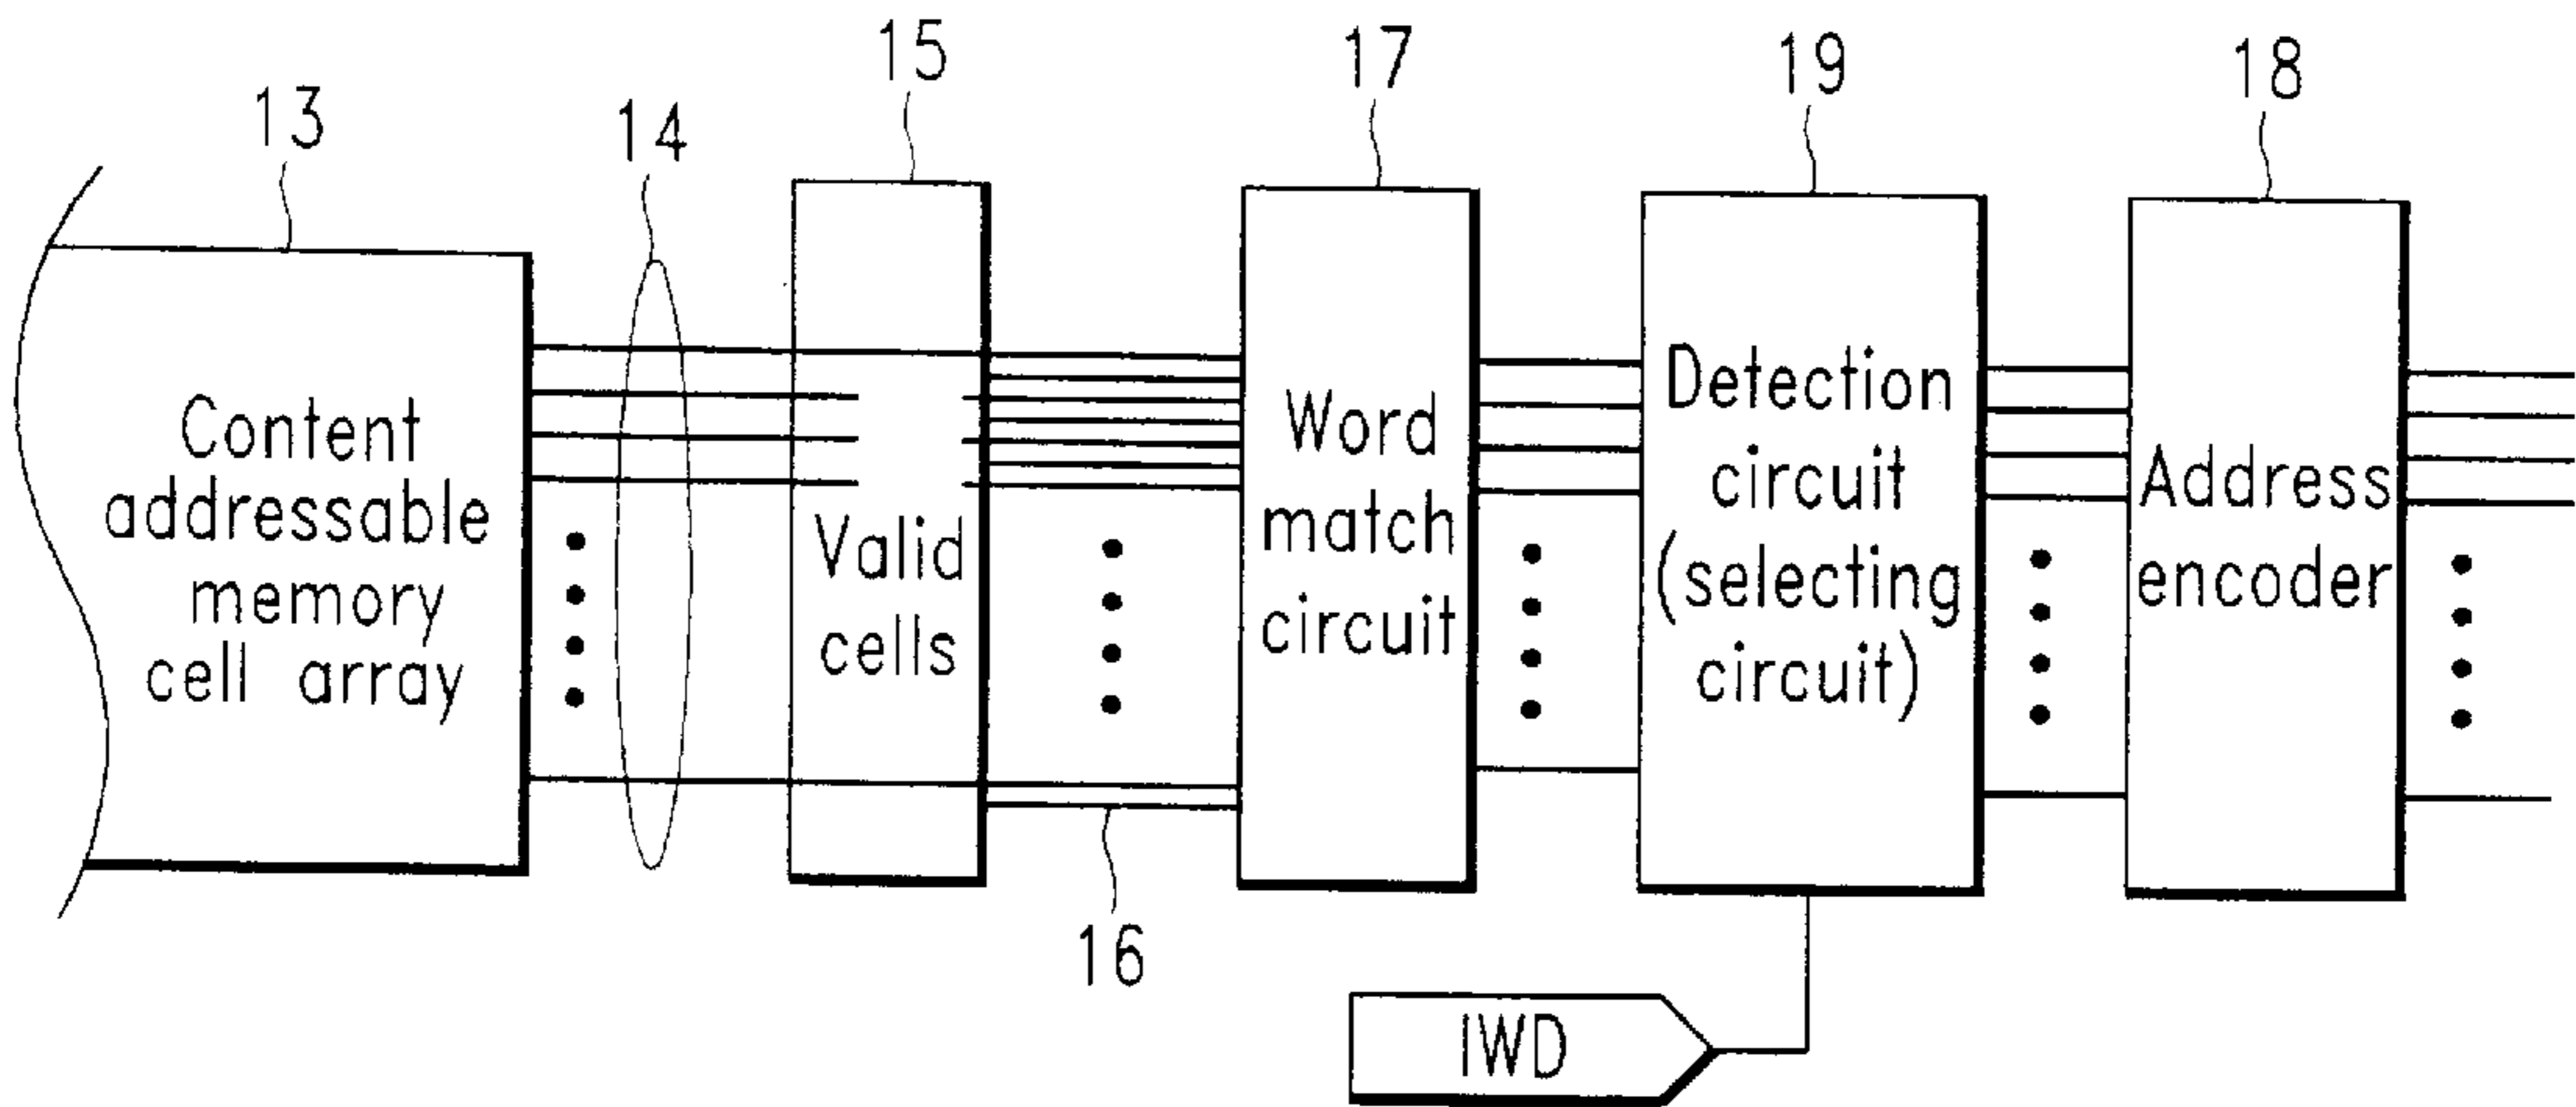 13
14
15
17
19
18
Content
addressable
memory
cell array
Valid
cells
Word
match
circuit
Detection
circuit
(selecting
circuit)
Address
encoder
16
IWD